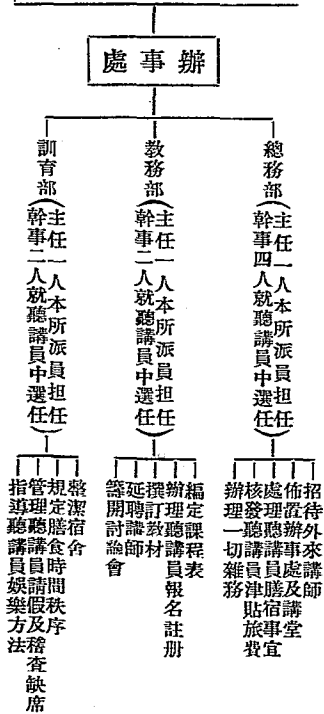 辦事處
總務部（主任一人本所派員担任
幹事四人就聽講員中選任）
招待外來講師
佈置辦事處及講堂
處理聽講員膳宿事宜
核發聽講員津貼旅費
辦理一切雜務
教務部（主任一人本所派員担任
幹事二人就聽講員中選任）
編定課程表
辦理聽講員報名註册
撰訂教材
延聘講師
籌開討論會
訓育部（主任一人本所派員担任
幹事二人就聽講員中選任）
整潔宿舍
規定膳食時間秩序
管理聽講員請假及稽查缺席
指導聽講員娛樂方法